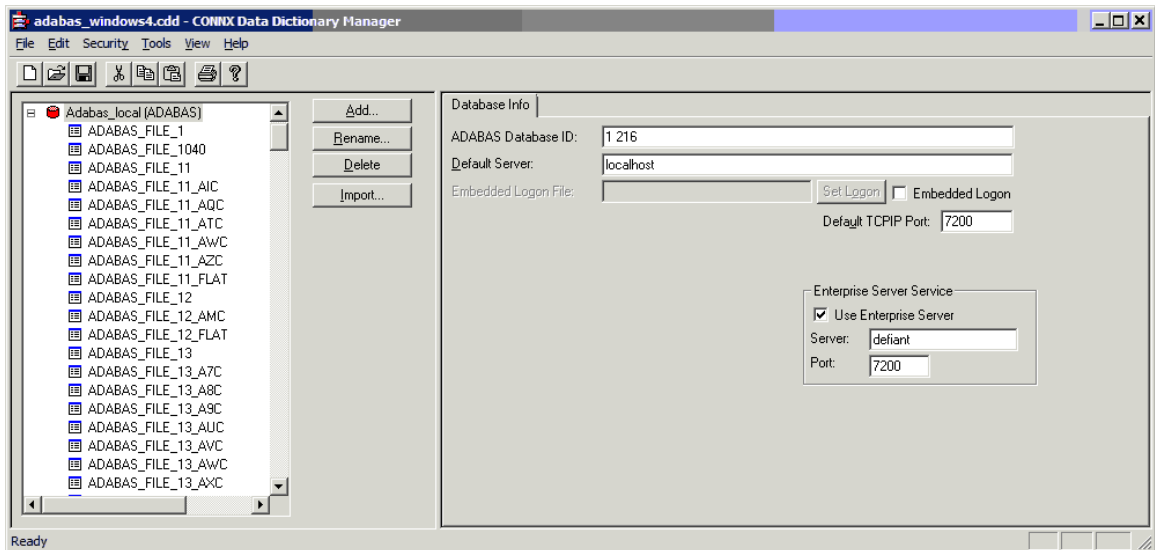 adabas_windows4.cdd - CONNX Data Dictionary Manager
File Edit Security Tools View Help
Adabas_local (ADABAS)
ADABAS_FILE_1
ADABAS_FILE_1040
ADABAS_FILE_11
ADABAS_FILE_11_AIC
ADABAS_FILE_11_AQC
ADABAS_FILE_11_ATC
ADABAS_FILE_11_AWC
ADABAS_FILE_11_AZC
ADABAS_FILE_11_FLAT
ADABAS_FILE_12
ADABAS_FILE_12_AMC
ADABAS_FILE_12_FLAT
ADABAS_FILE_13
ADABAS_FILE_13_A7C
ADABAS_FILE_13_A8C
ADABAS_FILE_13_A9C
ADABAS_FILE_13_AUC
ADABAS_FILE_13_AVC
ADABAS_FILE_13_AWC
ADABAS_FILE_13_AXC
Add...
Rename...
Delete
Import...
Database Info
ADABAS Database ID: 1 216
Default Server: localhost
Embedded Logon File: Set Logon Embedded Logon
Default TCPIP Port: 7200
Enterprise Server Service
Use Enterprise Server
Server: defiant
Port: 7200
Ready